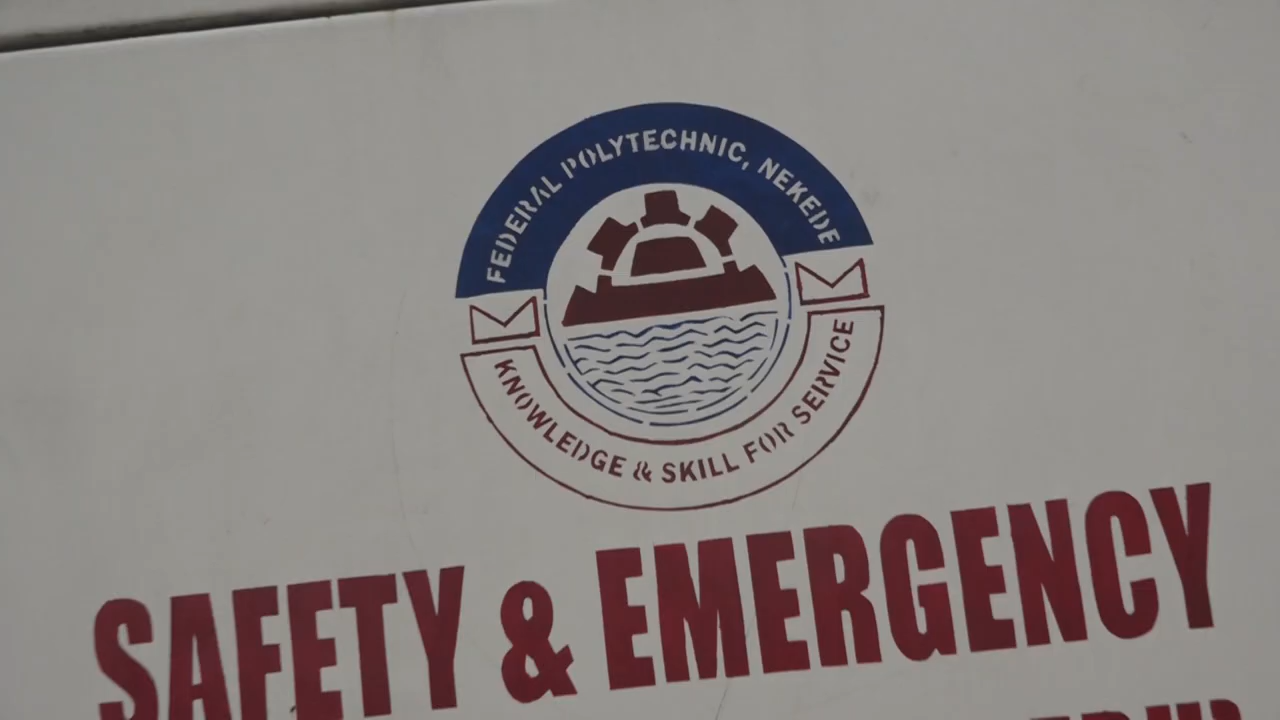 FEDERAL POLYTECHNIC, NEKEDE
KNOWLEDGE & SKILL FOR SERVICE
SAFETY & EMERGENCY